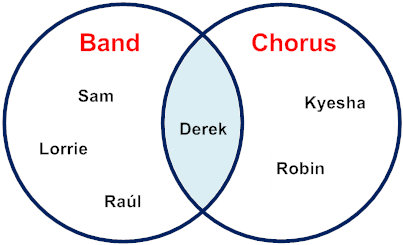 Band
Chorus
Sam
Kyesha
Derek
Lorrie
Robin
Raúl